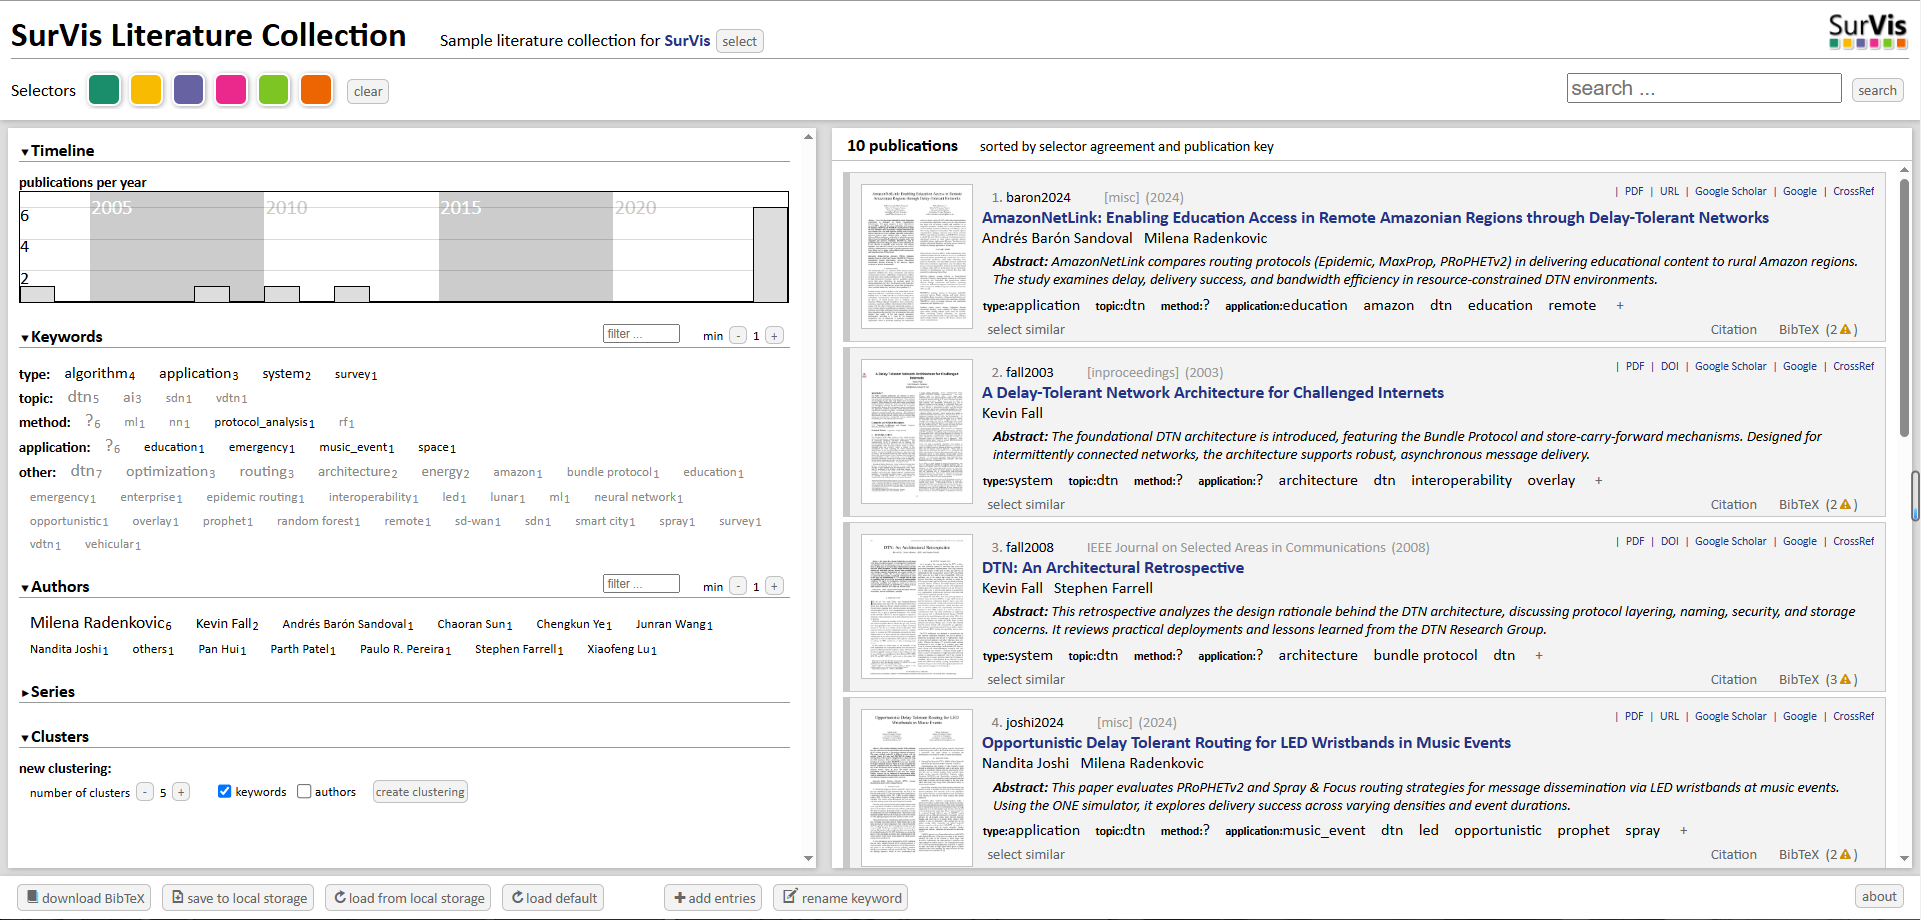 SurVis Literature Collection Sample literature collection for SurVis select
SurVis
Selectors clear search ... search
Timeline
publications per year
2005 2010 2015 2020
6
4
2
Keywords filter ... min - 1 +
type: algorithm4 application3 system2 survey1
topic: dtn5 ai3 sdn1 vdtn1
method: ?6 ml1 nn1 protocol_analysis1 rf1
application: ?6 education1 emergency1 music_event1 space1
other: dtn7 optimization3 routing3 architecture2 energy2 amazon1 bundle protocol1 education1
emergency1 enterprise1 epidemic routing1 interoperability1 led1 lunar1 ml1 neural network1
opportunistic1 overlay1 prophet1 random forest1 remote1 sd-wan1 sdn1 smart city1 spray1 survey1
vdtn1 vehicular1
Authors filter ... min - 1 +
Milena Radenkovic6 Kevin Fall2 Andrés Barón Sandoval1 Chaoran Sun1 Chengkun Ye1 Junran Wang1
Nandita Joshi1 others1 Pan Hui1 Parth Patel1 Paulo R. Pereira1 Stephen Farrell1 Xiaofeng Lu1
Series
Clusters
new clustering:
number of clusters - 5 + keywords authors create clustering
10 publications sorted by selector agreement and publication key
1. baron2024 [misc] (2024) | PDF | URL | Google Scholar | Google | CrossRef
AmazonNetLink: Enabling Education Access in Remote Amazonian Regions through Delay-Tolerant Networks
Andrés Barón Sandoval Milena Radenkovic
Abstract: AmazonNetLink compares routing protocols (Epidemic, MaxProp, PRoPHETv2) in delivering educational content to rural Amazon regions.
The study examines delay, delivery success, and bandwidth efficiency in resource-constrained DTN environments.
type:application topic:dtn method:? application:education amazon dtn education remote +
select similar Citation BibTeX (2 )
2. fall2003 [inproceedings] (2003) | PDF | DOI | Google Scholar | Google | CrossRef
A Delay-Tolerant Network Architecture for Challenged Internets
Kevin Fall
Abstract: The foundational DTN architecture is introduced, featuring the Bundle Protocol and store-carry-forward mechanisms. Designed for
intermittently connected networks, the architecture supports robust, asynchronous message delivery.
type:system topic:dtn method:? application:? architecture dtn interoperability overlay +
select similar Citation BibTeX (2 )
3. fall2008 IEEE Journal on Selected Areas in Communications (2008) | PDF | DOI | Google Scholar | Google | CrossRef
DTN: An Architectural Retrospective
Kevin Fall Stephen Farrell
Abstract: This retrospective analyzes the design rationale behind the DTN architecture, discussing protocol layering, naming, security, and storage
concerns. It reviews practical deployments and lessons learned from the DTN Research Group.
type:system topic:dtn method:? application:? architecture bundle protocol dtn +
select similar Citation BibTeX (3 )
4. joshi2024 [misc] (2024) | PDF | URL | Google Scholar | Google | CrossRef
Opportunistic Delay Tolerant Routing for LED Wristbands in Music Events
Nandita Joshi Milena Radenkovic
Abstract: This paper evaluates PRoPHETv2 and Spray & Focus routing strategies for message dissemination via LED wristbands at music events.
Using the ONE simulator, it explores delivery success across varying densities and event durations.
type:application topic:dtn method:? application:music_event dtn led opportunistic prophet spray +
select similar Citation BibTeX (2 )
download BibTeX save to local storage load from local storage load default add entries rename keyword about